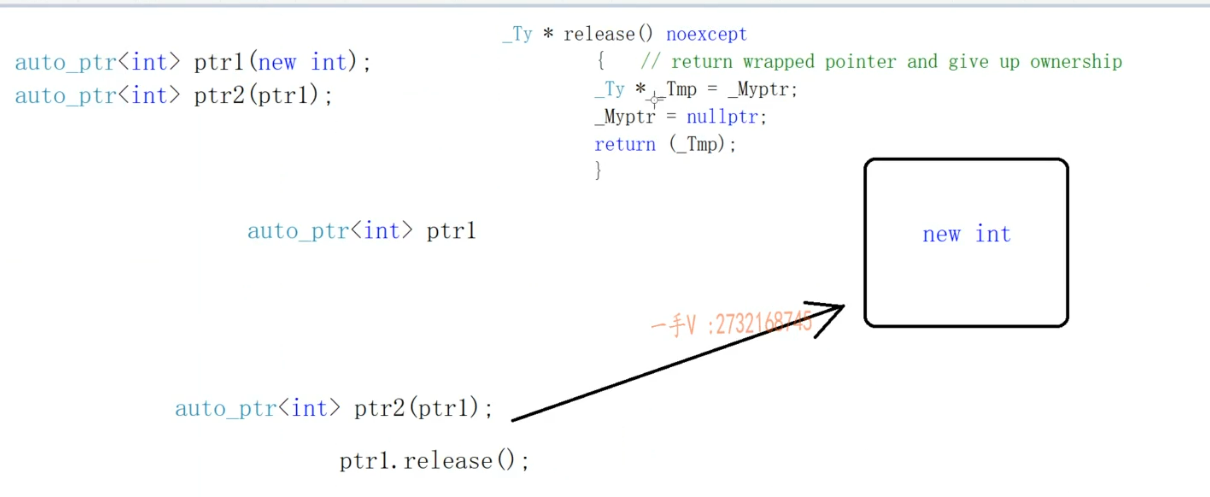 auto_ptr<int> ptr1(new int);
auto_ptr<int> ptr2(ptr1);
_Ty * release() noexcept
{ // return wrapped pointer and give up ownership
_Ty * _Tmp = _Myptr;
_Myptr = nullptr;
return (_Tmp);
}
auto_ptr<int> ptr1
new int
一手V :2732168745
auto_ptr<int> ptr2(ptr1);
ptr1.release();